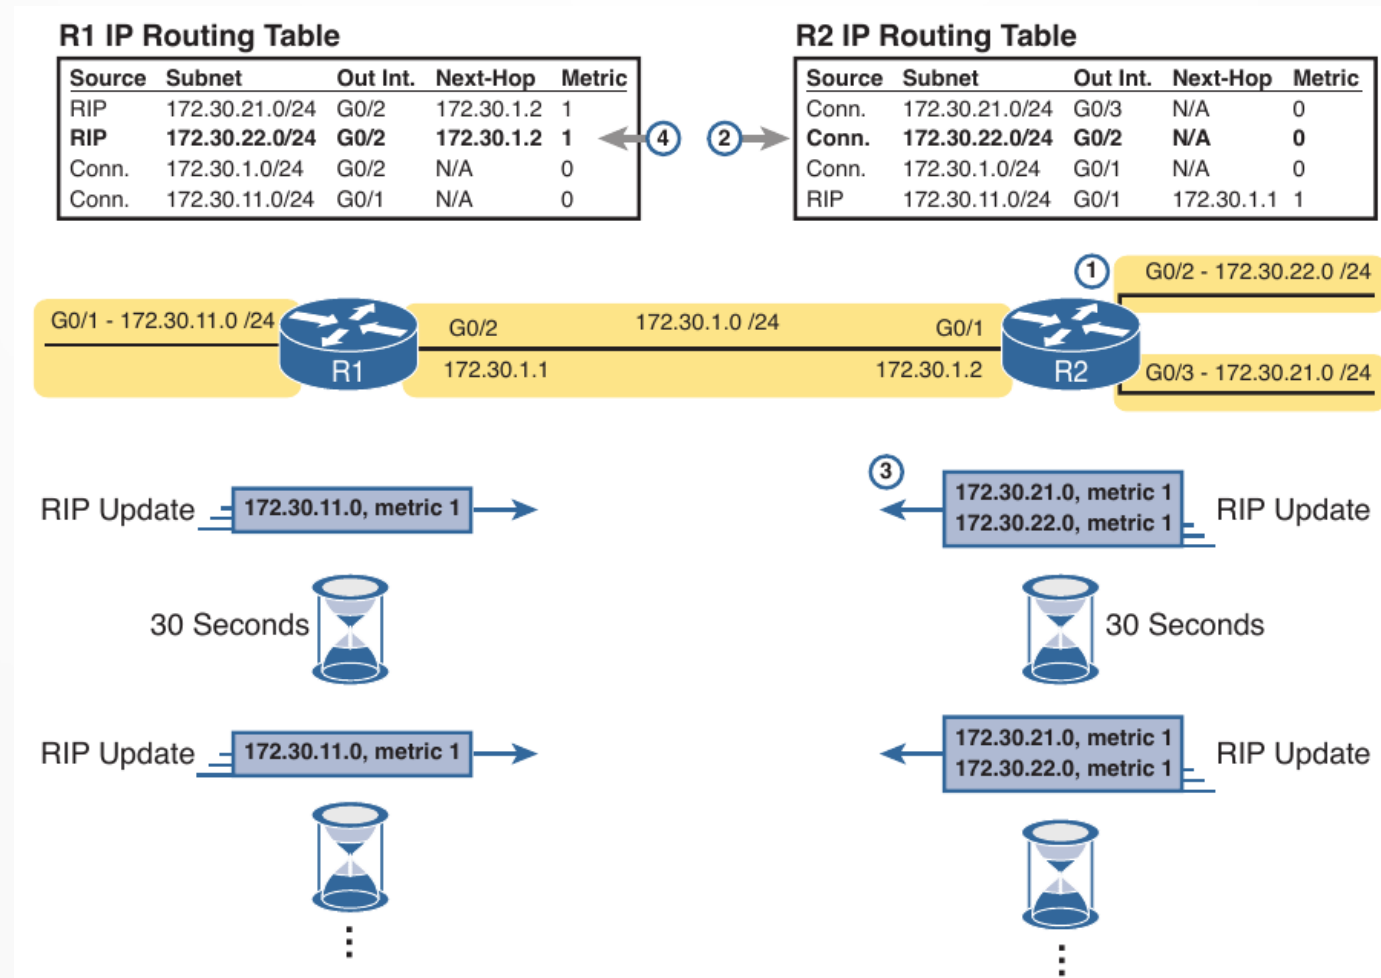 R1 IP Routing Table
Source Subnet Out Int. Next-Hop Metric
RIP 172.30.21.0/24 G0/2 172.30.1.2 1
RIP 172.30.22.0/24 G0/2 172.30.1.2 1
Conn. 172.30.1.0/24 G0/2 N/A 0
Conn. 172.30.11.0/24 G0/1 N/A 0
4
2
R2 IP Routing Table
Source Subnet Out Int. Next-Hop Metric
Conn. 172.30.21.0/24 G0/3 N/A 0
Conn. 172.30.22.0/24 G0/2 N/A 0
Conn. 172.30.1.0/24 G0/1 N/A 0
RIP 172.30.11.0/24 G0/1 172.30.1.1 1
1
G0/2 - 172.30.22.0 /24
G0/1 - 172.30.11.0 /24
G0/2
172.30.1.0 /24
G0/1
R1
172.30.1.1
172.30.1.2
R2
G0/3 - 172.30.21.0 /24
RIP Update
172.30.11.0, metric 1
3
172.30.21.0, metric 1
172.30.22.0, metric 1
RIP Update
30 Seconds
30 Seconds
RIP Update
172.30.11.0, metric 1
172.30.21.0, metric 1
172.30.22.0, metric 1
RIP Update